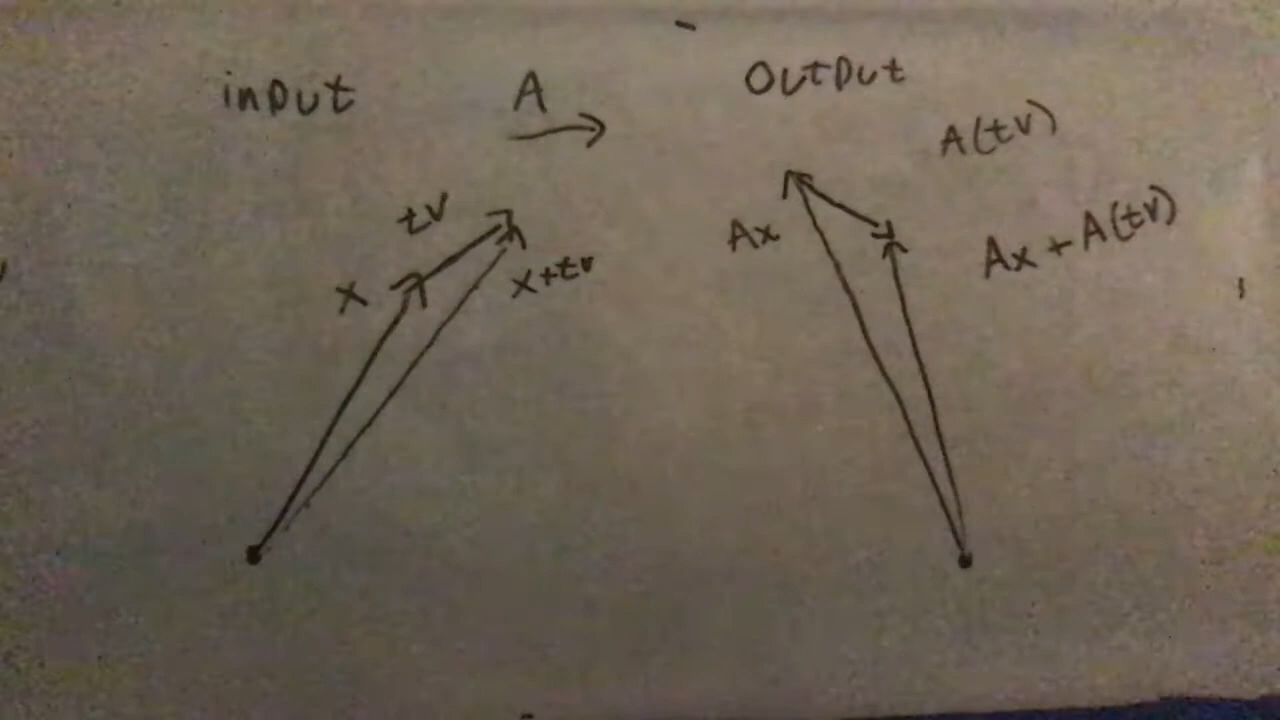 input
A
output
A(tv)
tv
Ax
Ax + A(tv)
x
x+tv